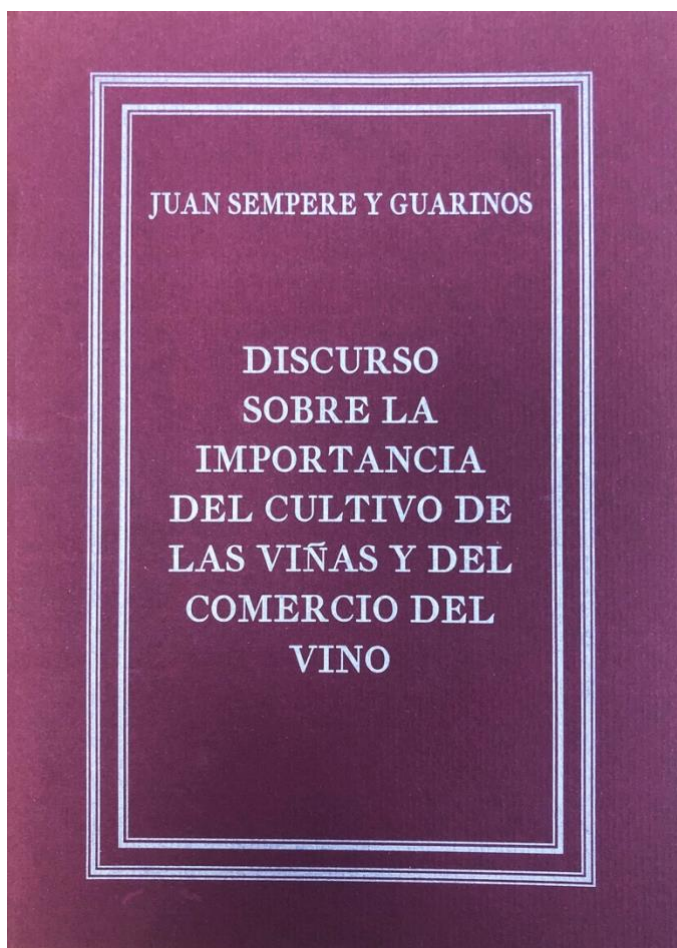 JUAN SEMPERE Y GUARINOS
DISCURSO
SOBRE LA
IMPORTANCIA
DEL CULTIVO DE
LAS VIÑAS Y DEL
COMERCIO DEL
VINO